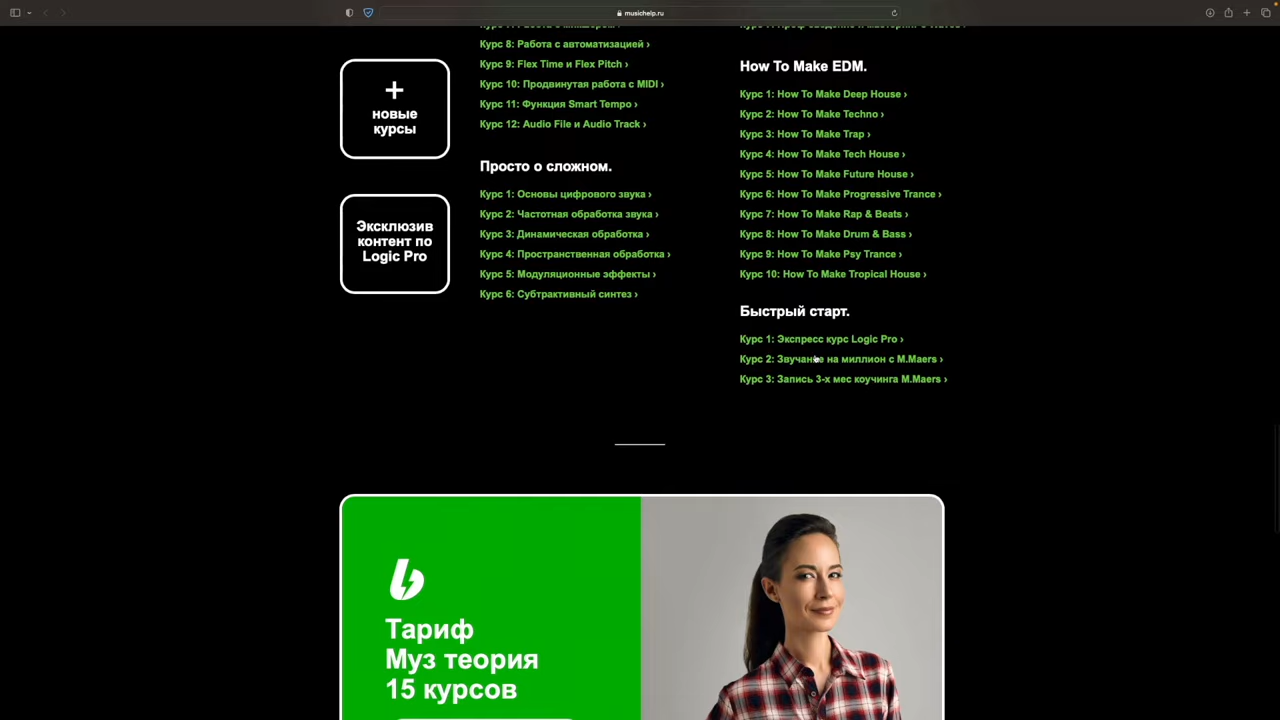 musichelp.ru
Курс 8: Работа с автоматизацией ›
Курс 9: Flex Time и Flex Pitch ›
Курс 10: Продвинутая работа с MIDI ›
Курс 11: Функция Smart Tempo ›
Курс 12: Audio File и Audio Track ›
+
новые
курсы
Просто о сложном.
Курс 1: Основы цифрового звука ›
Курс 2: Частотная обработка звука ›
Курс 3: Динамическая обработка ›
Курс 4: Пространственная обработка ›
Курс 5: Модуляционные эффекты ›
Курс 6: Субтрактивный синтез ›
Эксклюзив
контент по
Logic Pro
How To Make EDM.
Курс 1: How To Make Deep House ›
Курс 2: How To Make Techno ›
Курс 3: How To Make Trap ›
Курс 4: How To Make Tech House ›
Курс 5: How To Make Future House ›
Курс 6: How To Make Progressive Trance ›
Курс 7: How To Make Rap & Beats ›
Курс 8: How To Make Drum & Bass ›
Курс 9: How To Make Psy Trance ›
Курс 10: How To Make Tropical House ›
Быстрый старт.
Курс 1: Экспресс курс Logic Pro ›
Курс 2: Звучание на миллион с M.Maers ›
Курс 3: Запись 3-х мес коучинга M.Maers ›
Тариф
Муз теория
15 курсов